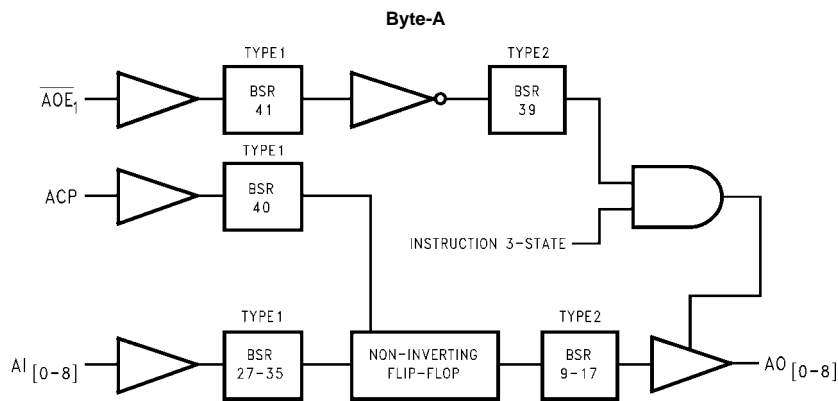 Byte-A
TYPE1
TYPE2
AOE1
BSR
41
BSR
39
TYPE1
ACP
BSR
40
INSTRUCTION 3-STATE
TYPE1
TYPE2
AI [0-8]
BSR
27-35
NON-INVERTING
FLIP-FLOP
BSR
9-17
AO [0-8]